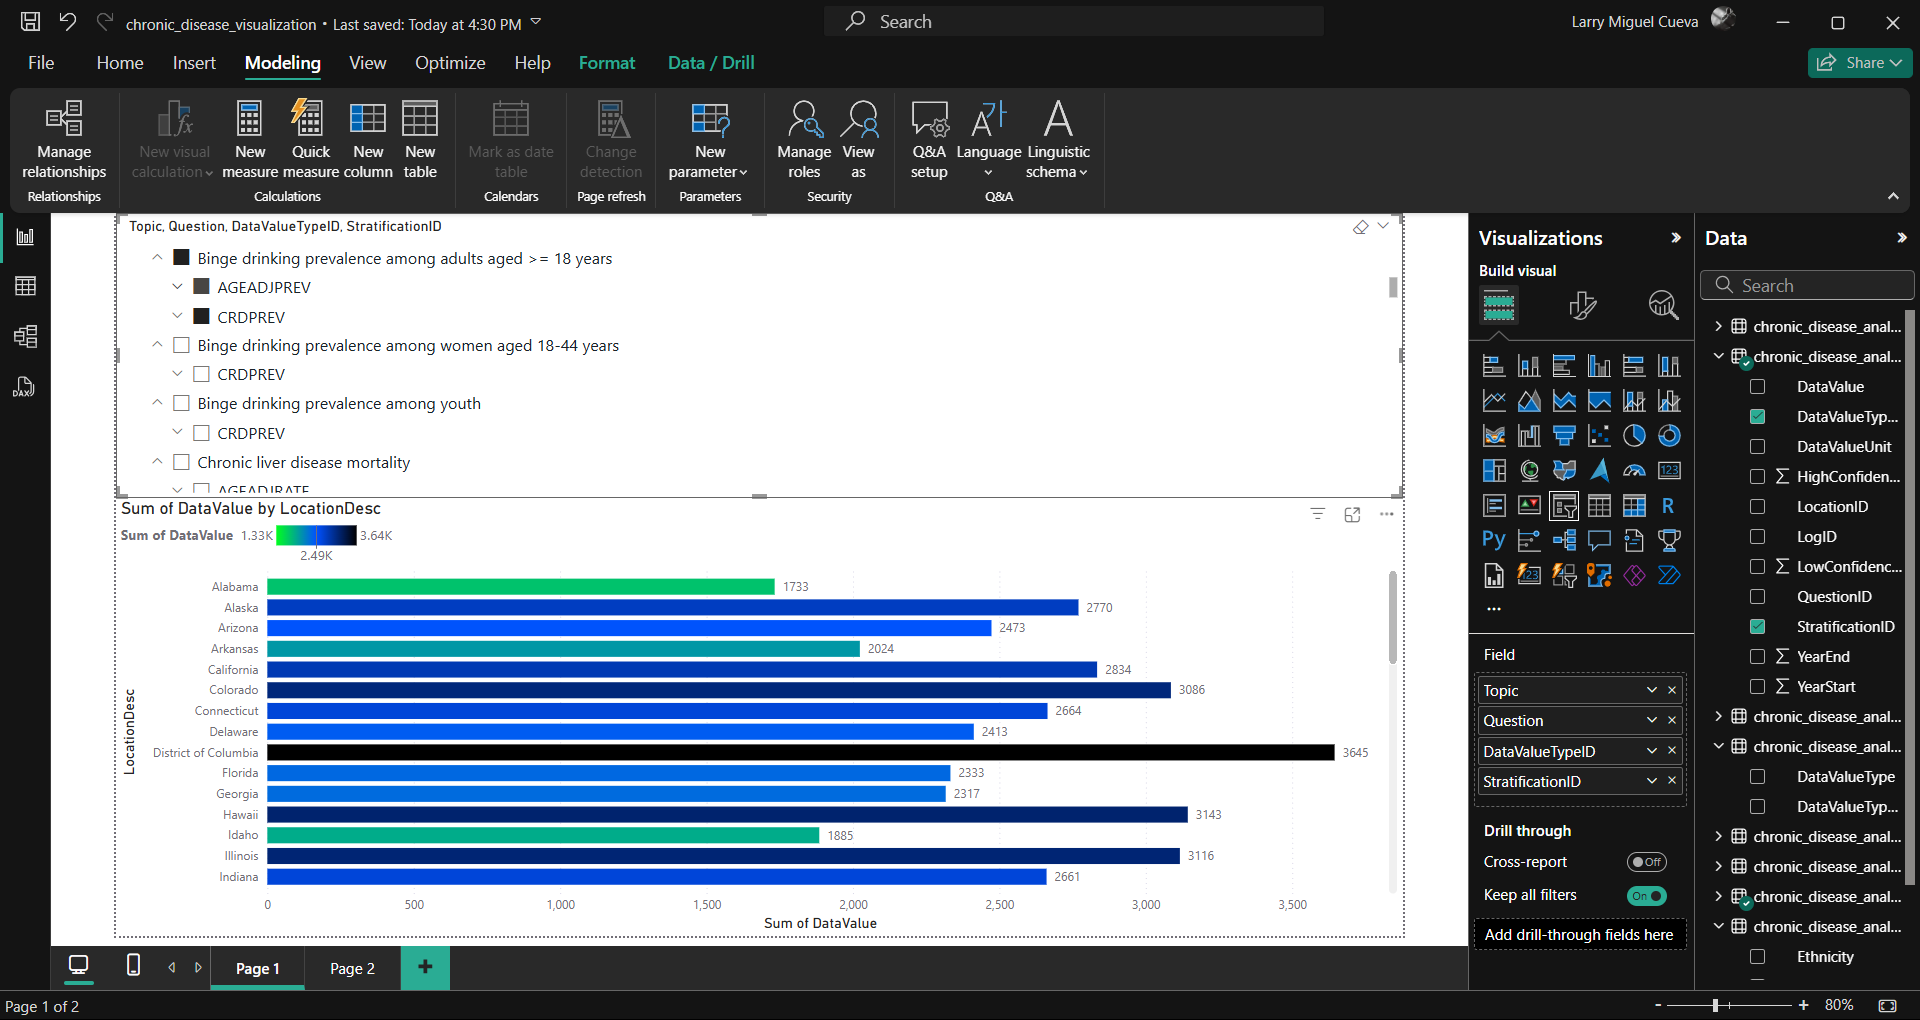 chronic_disease_visualization • Last saved: Today at 4:30 PM
Search
Larry Miguel Cueva
File Home Insert Modeling View Optimize Help Format Data / Drill
Share
Manage relationships
Relationships
New visual calculation
New measure
Quick measure
New column
New table
Calculations
Mark as date table
Calendars
Change detection
Page refresh
New parameter
Parameters
Manage roles
View as
Security
Q&A setup
Language
Linguistic schema
Q&A
DAX
Topic, Question, DataValueTypeID, StratificationID
Binge drinking prevalence among adults aged >= 18 years
AGEADJPREV
CRDPREV
Binge drinking prevalence among women aged 18-44 years
CRDPREV
Binge drinking prevalence among youth
CRDPREV
Chronic liver disease mortality
AGEADJRATE
Sum of DataValue by LocationDesc
Sum of DataValue 1.33K 3.64K
2.49K
LocationDesc
Alabama 1733
Alaska 2770
Arizona 2473
Arkansas 2024
California 2834
Colorado 3086
Connecticut 2664
Delaware 2413
District of Columbia 3645
Florida 2333
Georgia 2317
Hawaii 3143
Idaho 1885
Illinois 3116
Indiana 2661
0 500 1,000 1,500 2,000 2,500 3,000 3,500
Sum of DataValue
Visualizations
Build visual
123
R
Py
123
...
Field
Topic
Question
DataValueTypeID
StratificationID
Drill through
Cross-report Off
Keep all filters On
Add drill-through fields here
Data
Search
chronic_disease_anal...
chronic_disease_anal...
DataValue
DataValueTyp...
DataValueUnit
HighConfiden...
LocationID
LogID
LowConfidenc...
QuestionID
StratificationID
YearEnd
YearStart
chronic_disease_anal...
chronic_disease_anal...
DataValueType
DataValueTyp...
chronic_disease_anal...
chronic_disease_anal...
chronic_disease_anal...
chronic_disease_anal...
Ethnicity
Page 1
Page 2
+
Page 1 of 2
- + 80%